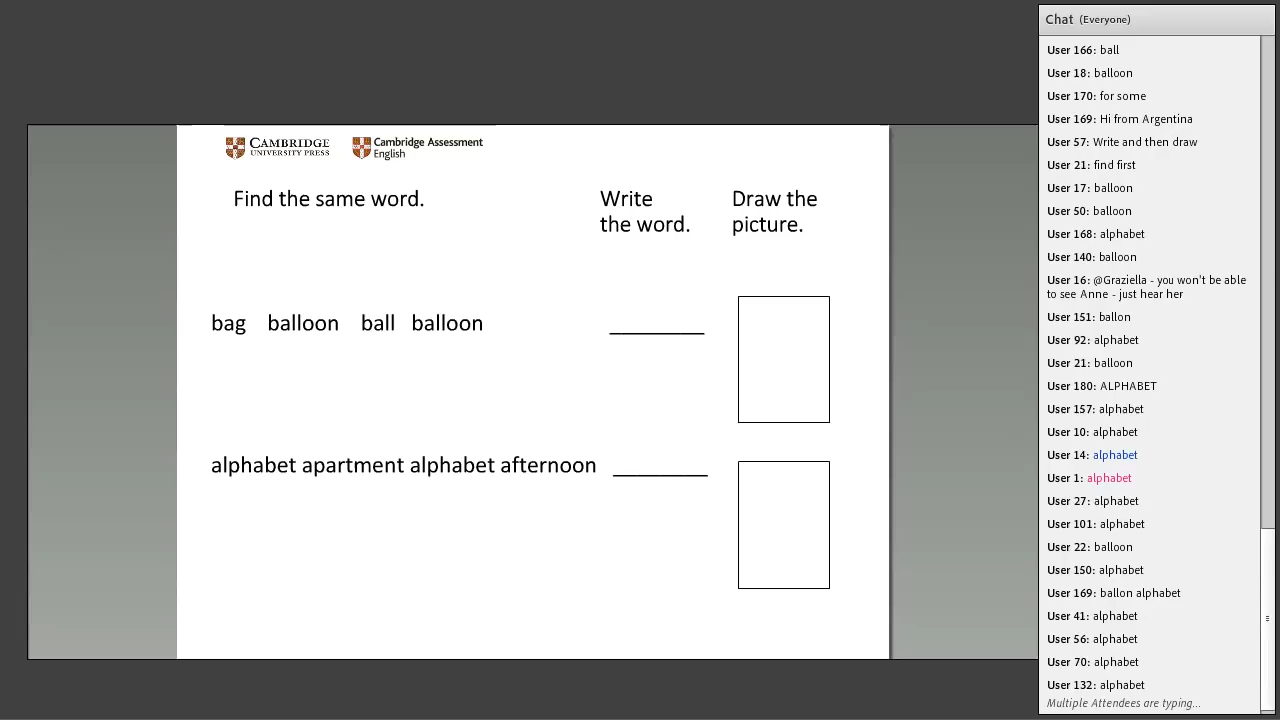 CAMBRIDGE
UNIVERSITY PRESS
Cambridge Assessment
English
Find the same word.
Write
the word.
Draw the
picture.
bag balloon ball balloon ________
alphabet apartment alphabet afternoon ________
Chat (Everyone)
User 166: ball
User 18: balloon
User 170: for some
User 169: Hi from Argentina
User 57: Write and then draw
User 21: find first
User 17: balloon
User 50: balloon
User 168: alphabet
User 140: balloon
User 16: @Graziella - you won't be able
to see Anne - just hear her
User 151: ballon
User 92: alphabet
User 21: balloon
User 180: ALPHABET
User 157: alphabet
User 10: alphabet
User 14: alphabet
User 1: alphabet
User 27: alphabet
User 101: alphabet
User 22: balloon
User 150: alphabet
User 169: ballon alphabet
User 41: alphabet
User 56: alphabet
User 70: alphabet
User 132: alphabet
Multiple Attendees are typing...